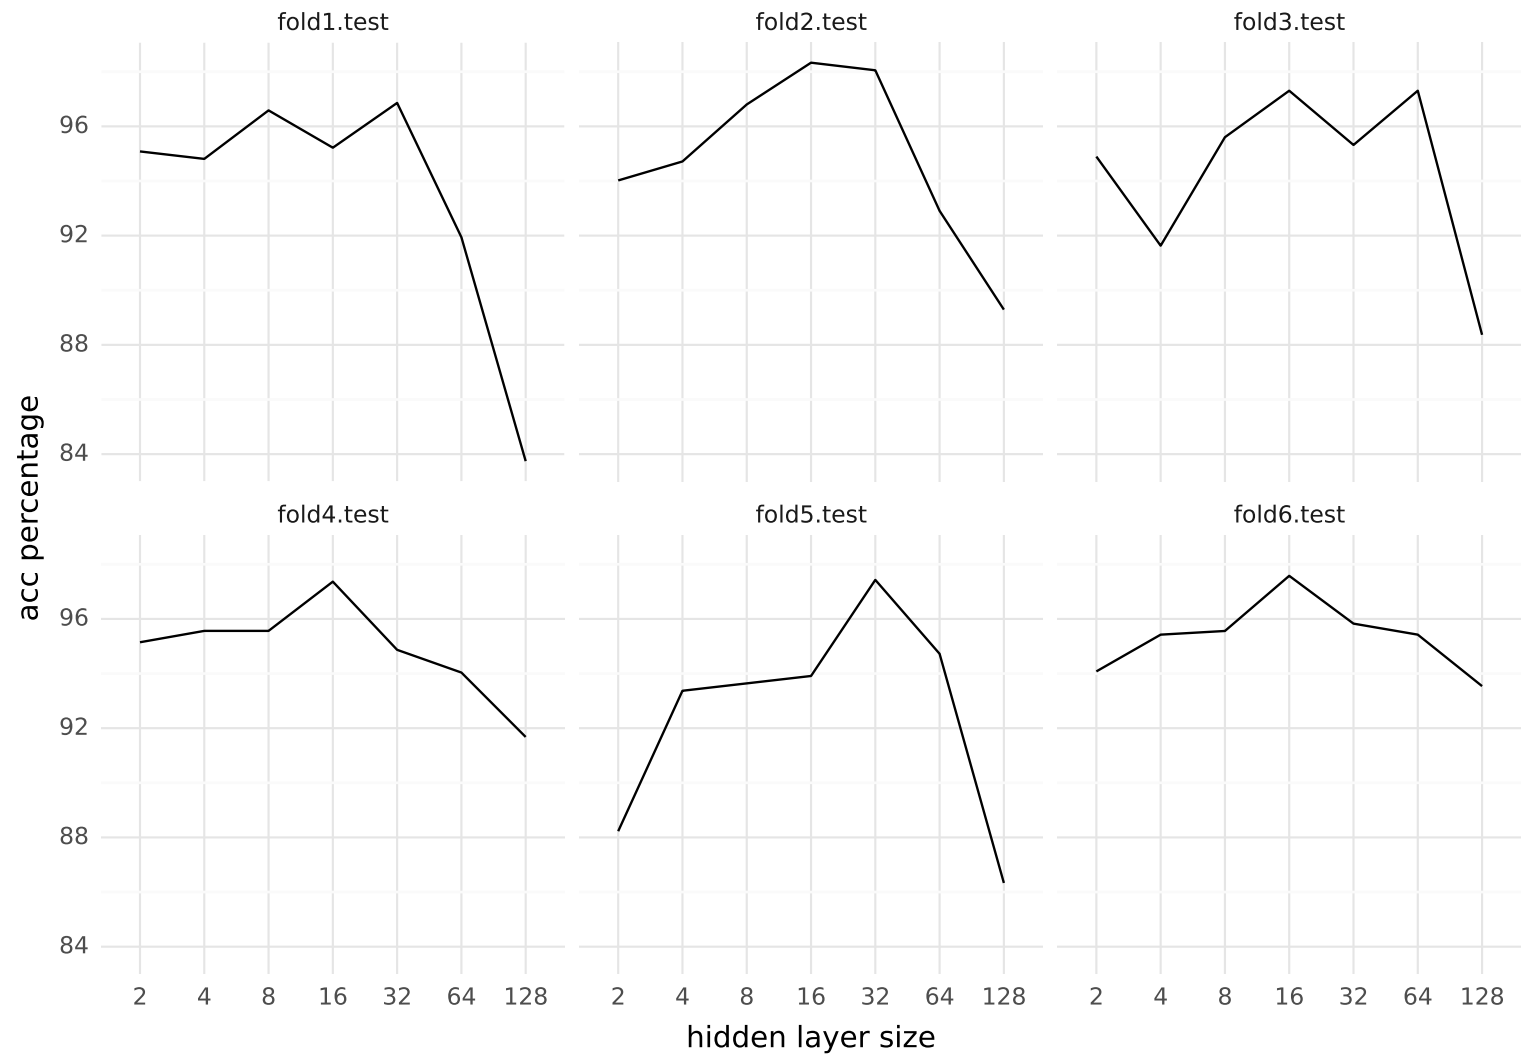 fold1.test fold2.test fold3.test
96
92
88
84
fold4.test fold5.test fold6.test
96
92
88
84
2 4 8 16 32 64 128 2 4 8 16 32 64 128 2 4 8 16 32 64 128
hidden layer size
acc percentage